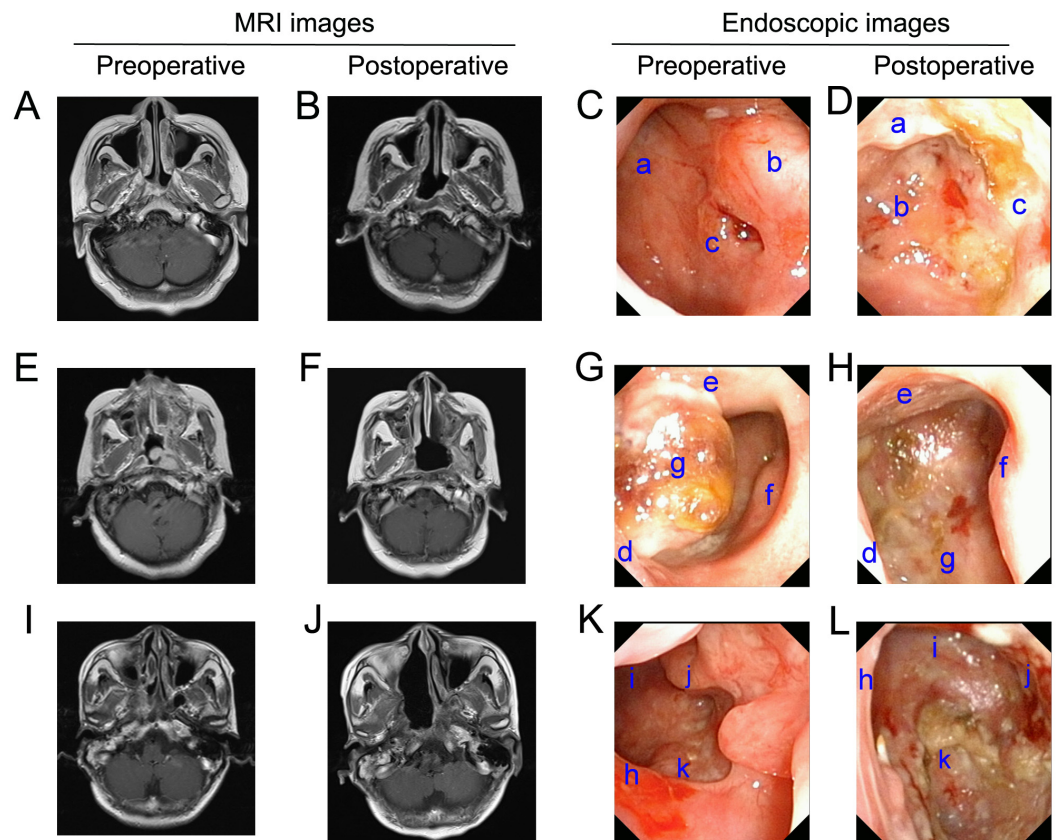 MRI images Endoscopic images
Preoperative Postoperative Preoperative Postoperative
A B C D
a b c
a b c
E F G H
e g f d
e f d g
I J K L
i j h k
i h j k